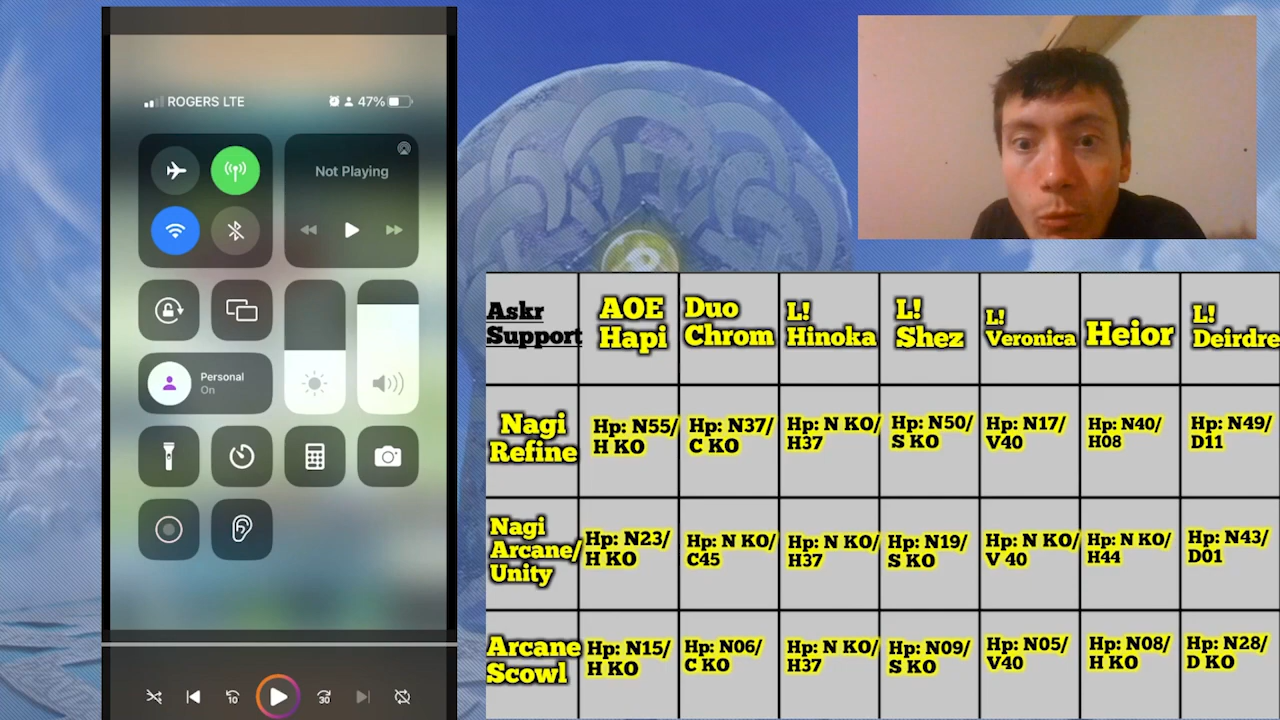 ROGERS LTE
47%
Not Playing
Personal
On
10
30
Askr
Support
AOE
Hapi
Duo
Chrom
L!
Hinoka
L!
Shez
L!
Veronica
Heior
L!
Deirdre
Nagi
Refine
Hp: N55/
H KO
Hp: N37/
C KO
Hp: N KO/
H37
Hp: N50/
S KO
Hp: N17/
V40
Hp: N40/
H08
Hp: N49/
D11
Nagi
Arcane/
Unity
Hp: N23/
H KO
Hp: N KO/
C45
Hp: N KO/
H37
Hp: N19/
S KO
Hp: N KO/
V 40
Hp: N KO/
H44
Hp: N43/
D01
Arcane
Scowl
Hp: N15/
H KO
Hp: N06/
C KO
Hp: N KO/
H37
Hp: N09/
S KO
Hp: N05/
V40
Hp: N08/
H KO
Hp: N28/
D KO